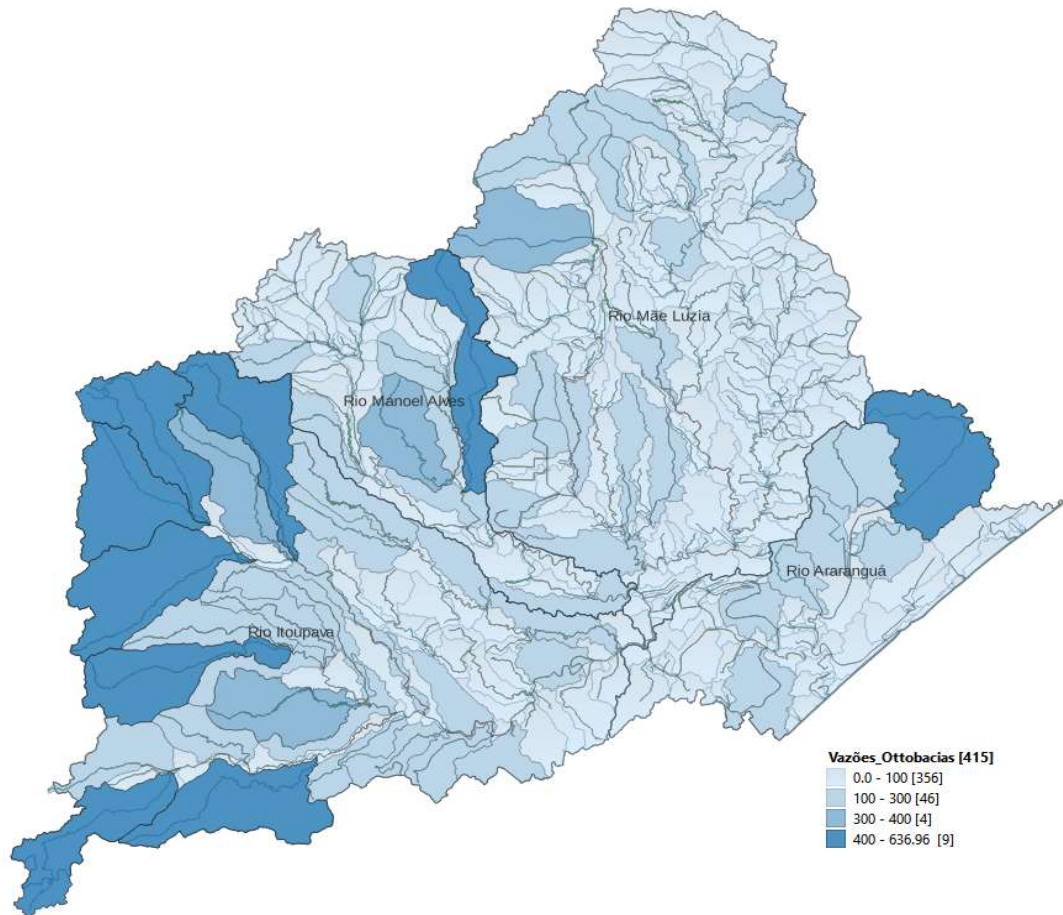 Rio Mãe Luzia
Rio Manoel Alves
Rio Araranguá
Rio Itoupava
Vazões_Ottobacias [415]
0.0 - 100 [356]
100 - 300 [46]
300 - 400 [4]
400 - 636.96 [9]